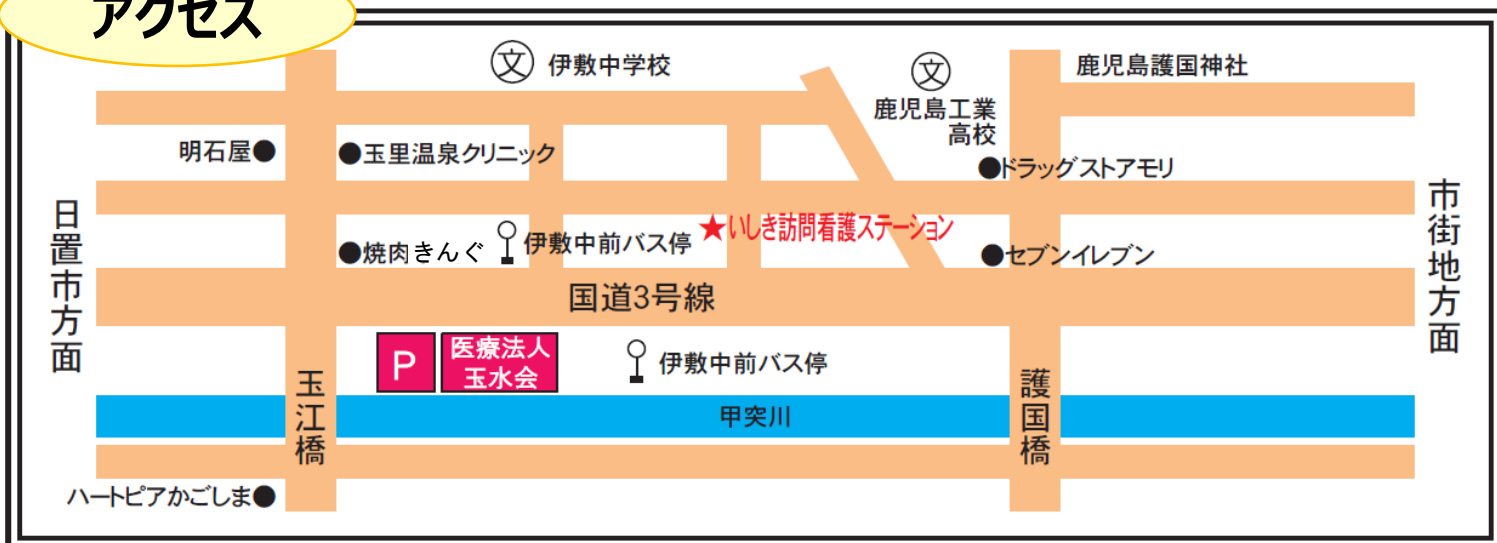 アクセス
文
伊敷中学校
文
鹿児島工業
高校
鹿児島護国神社
明石屋
玉里温泉クリニック
ドラッグストアモリ
日置市方面
市街地方面
★いしき訪問看護ステーション
焼肉きんぐ
伊敷中前バス停
セブンイレブン
国道3号線
P
医療法人
玉水会
伊敷中前バス停
玉江橋
護国橋
甲突川
ハートピアかごしま